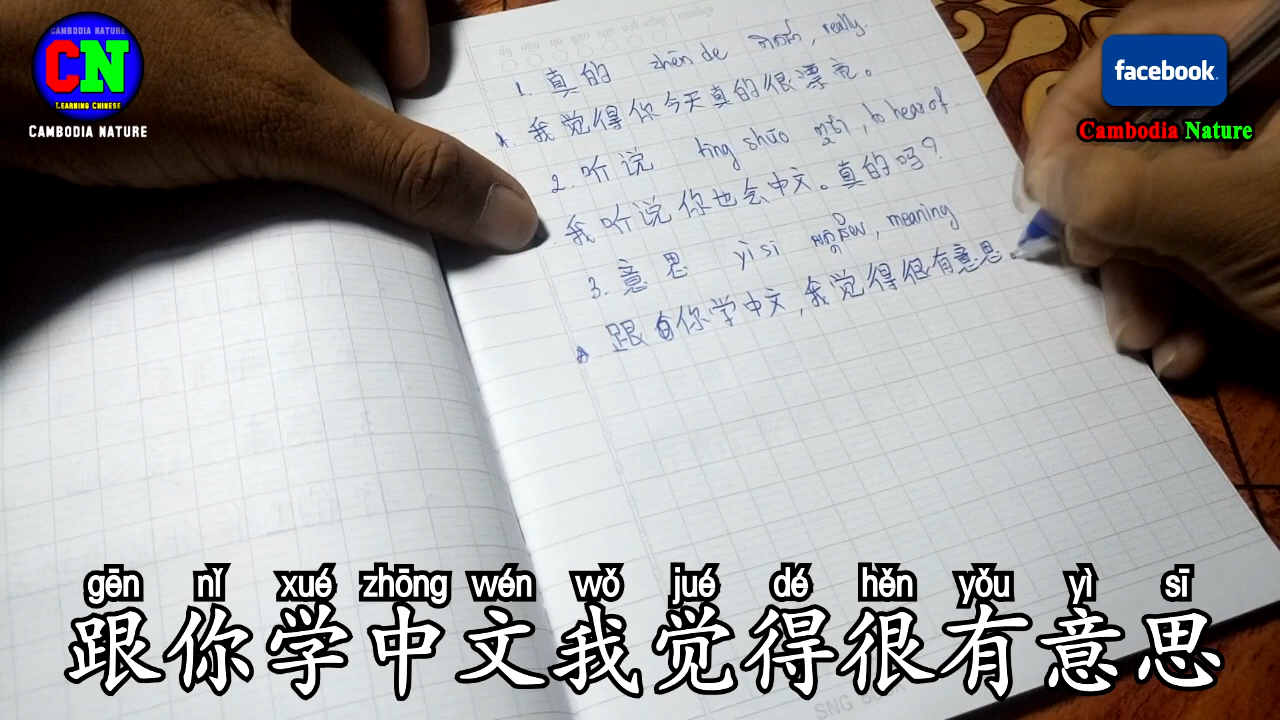 CAMBODIA NATURE
CN
LEARNING CHINESE
CAMBODIA NATURE
facebook
Cambodia Nature
1. 真的 zhēn de , really.
我觉得你今天真的很漂亮。
2. 听说 tīng shuō , to hear of.
我听说你也会中文。真的吗?
3. 意思 yì si , meaning
跟你学中文,我觉得很有意思
gēn nǐ xué zhōng wén wǒ jué dé hěn yǒu yì sī
跟你学中文我觉得很有意思